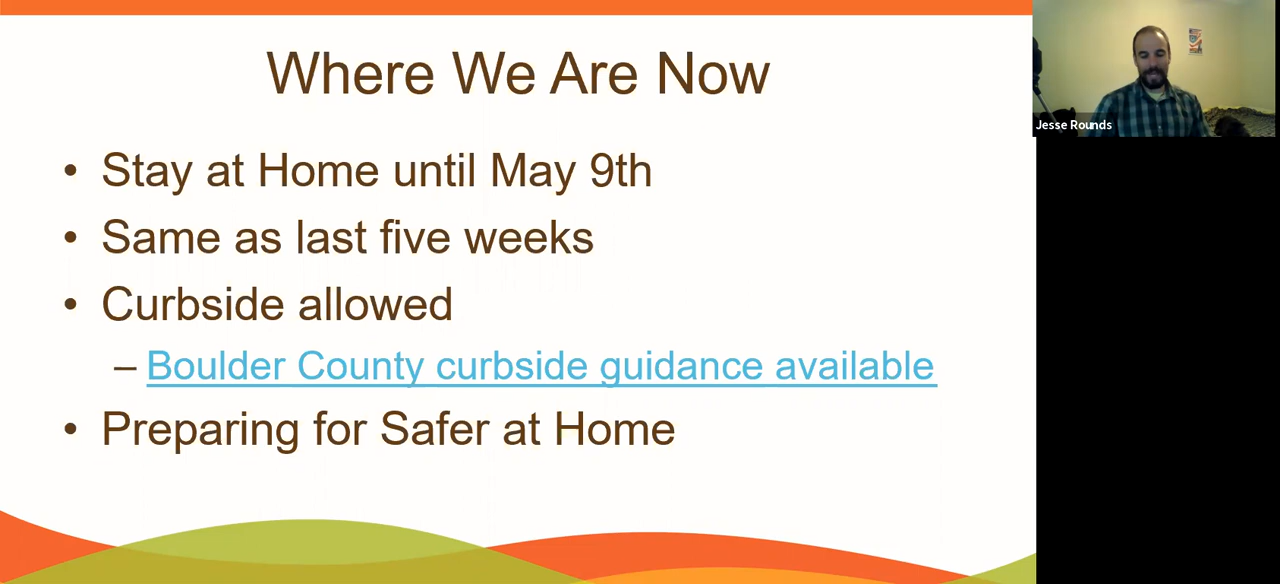 Where We Are Now
• Stay at Home until May 9th
• Same as last five weeks
• Curbside allowed
– Boulder County curbside guidance available
• Preparing for Safer at Home
Jesse Rounds